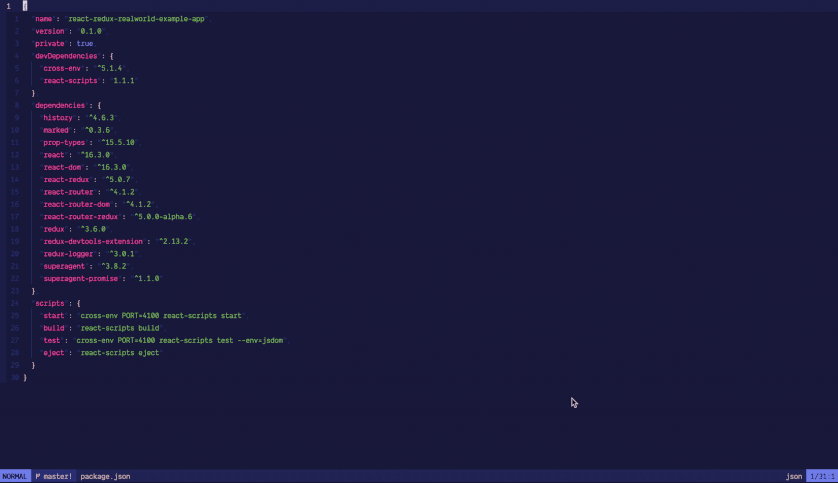 1 {
1 "name": "react-redux-realworld-example-app",
2 "version": "0.1.0",
3 "private": true,
4 "devDependencies": {
5 "cross-env": "^5.1.4",
6 "react-scripts": "1.1.1"
7 },
8 "dependencies": {
9 "history": "^4.6.3",
10 "marked": "^0.3.6",
11 "prop-types": "^15.5.10",
12 "react": "^16.3.0",
13 "react-dom": "^16.3.0",
14 "react-redux": "^5.0.7",
15 "react-router": "^4.1.2",
16 "react-router-dom": "^4.1.2",
17 "react-router-redux": "^5.0.0-alpha.6",
18 "redux": "^3.6.0",
19 "redux-devtools-extension": "^2.13.2",
20 "redux-logger": "^3.0.1",
21 "superagent": "^3.8.2",
22 "superagent-promise": "^1.1.0"
23 },
24 "scripts": {
25 "start": "cross-env PORT=4100 react-scripts start",
26 "build": "react-scripts build",
27 "test": "cross-env PORT=4100 react-scripts test --env=jsdom",
28 "eject": "react-scripts eject"
29 }
30 }
NORMAL master! package.json json 1/31:1